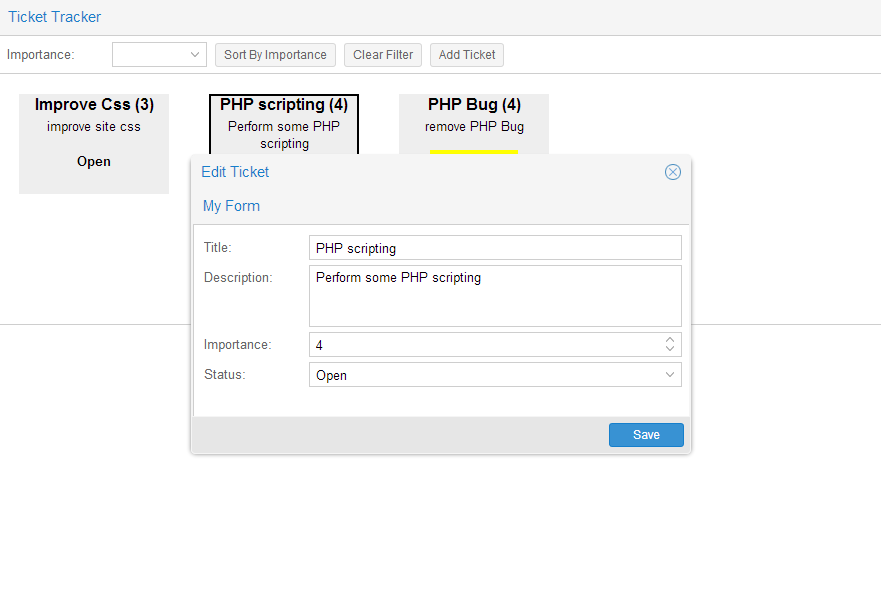 Ticket Tracker
Importance: Sort By Importance Clear Filter Add Ticket
Improve Css (3) PHP scripting (4) PHP Bug (4)
improve site css Perform some PHP remove PHP Bug
scripting
Open
Edit Ticket
My Form
Title: PHP scripting
Description: Perform some PHP scripting
Importance: 4
Status: Open
Save